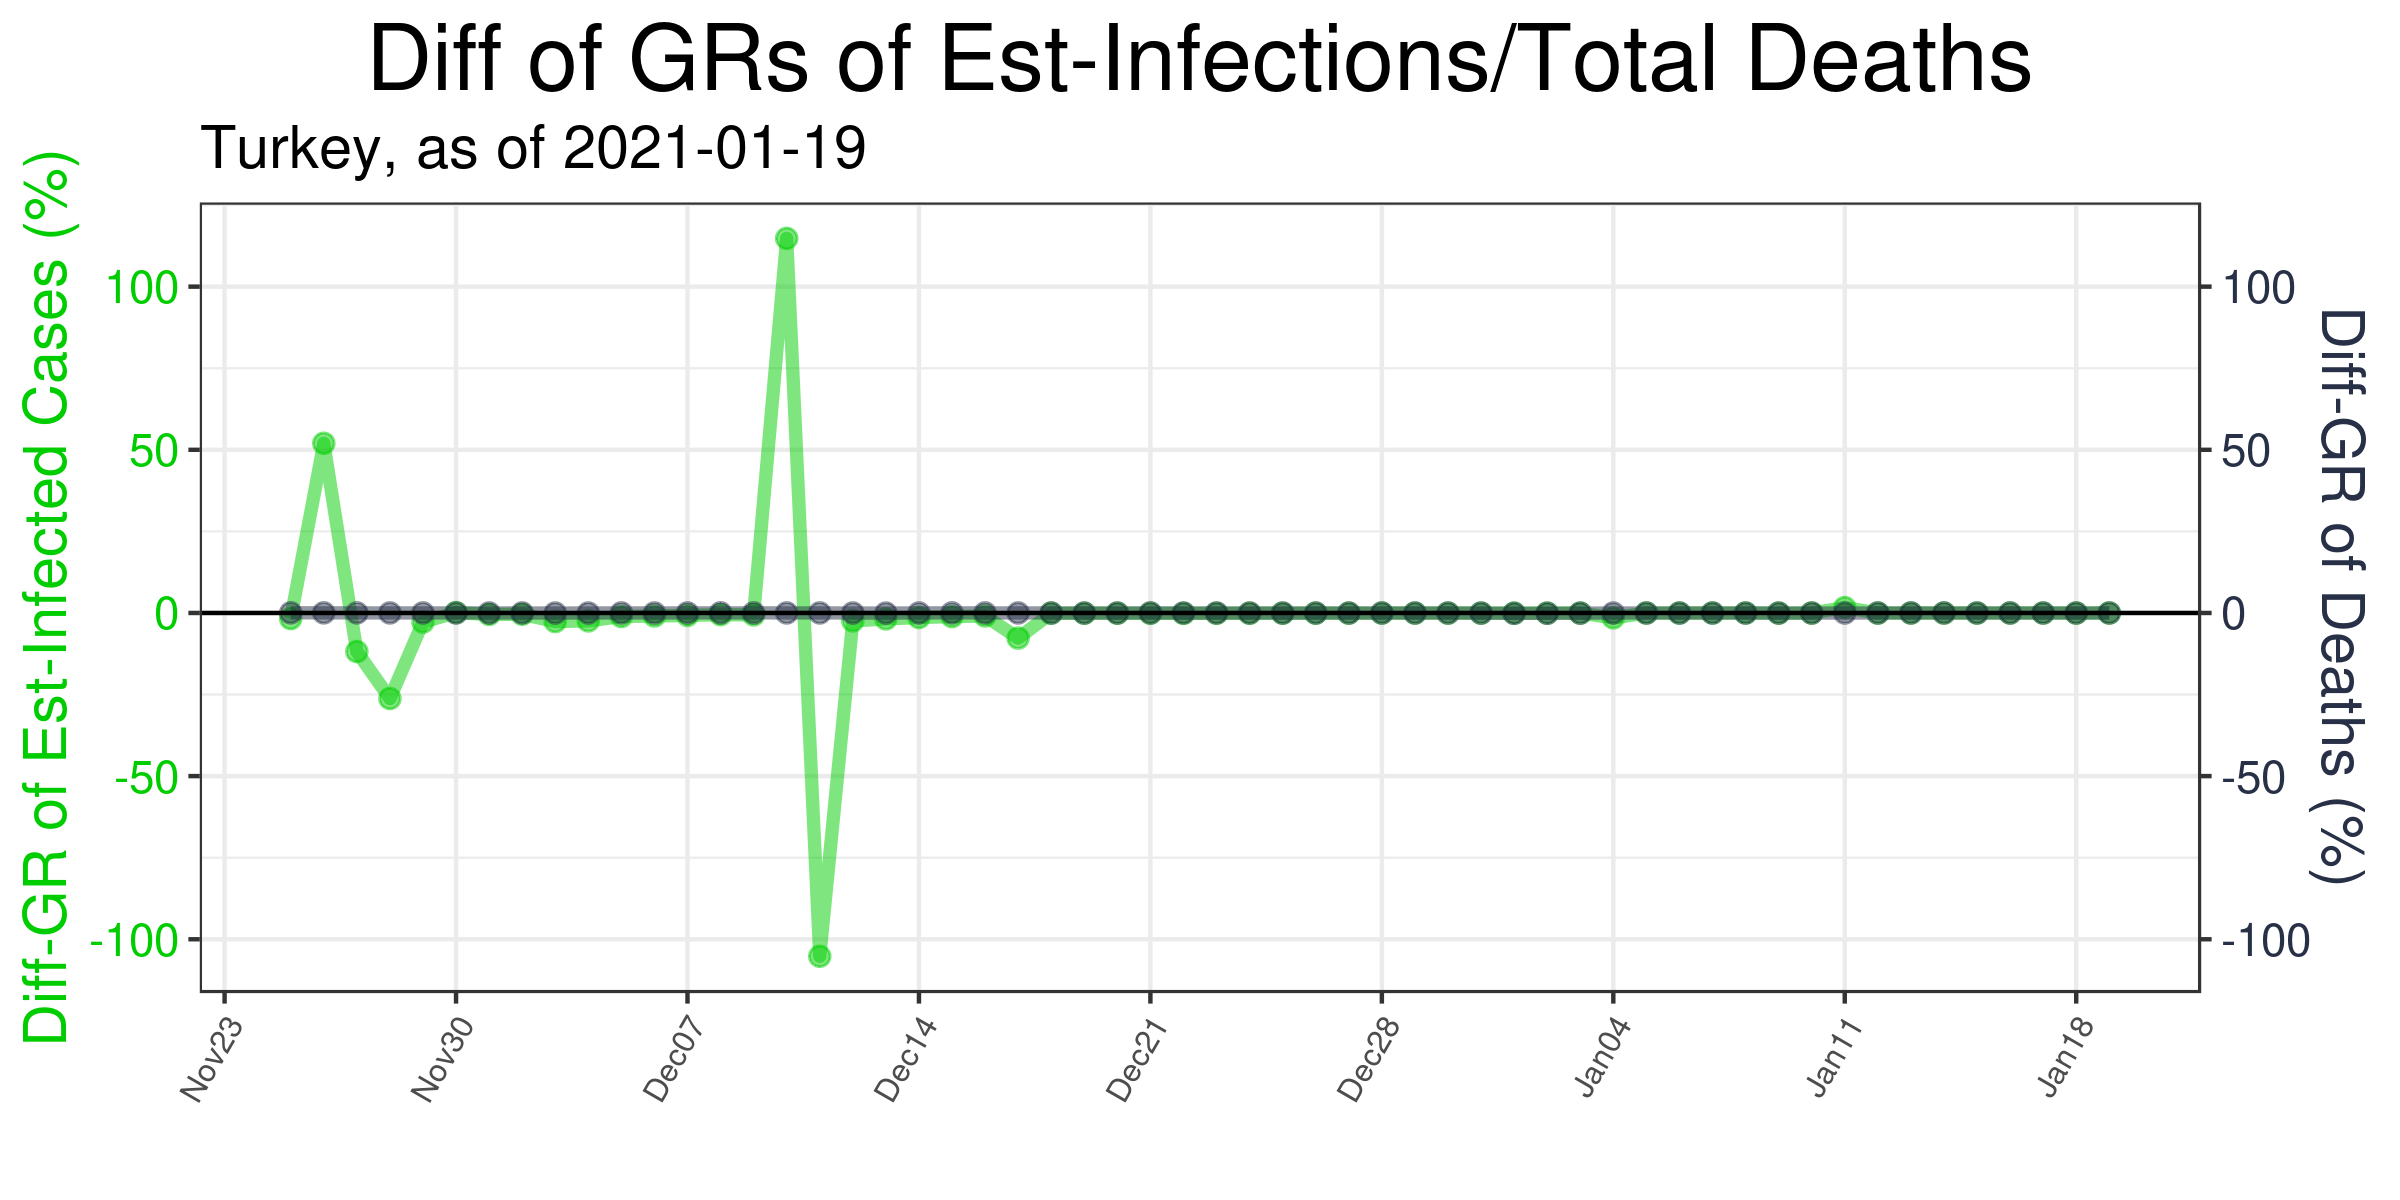 Diff of GRs of Est-Infections/Total Deaths
Turkey, as of 2021-01-19
Diff-GR of Est-Infected Cases (%)
100
50
0
-50
-100
100
50
0
-50
-100
Diff-GR of Deaths (%)
Nov23
Nov30
Dec07
Dec14
Dec21
Dec28
Jan04
Jan11
Jan18